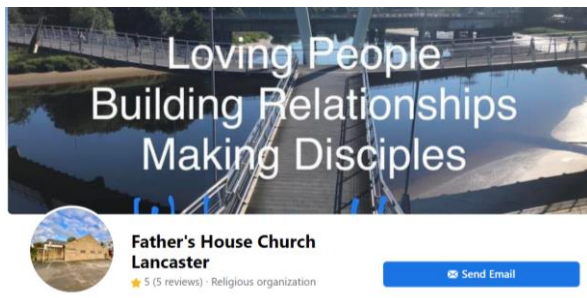 Loving People
Building Relationships
Making Disciples
Father's House Church
Lancaster
5 (5 reviews) · Religious organization
Send Email